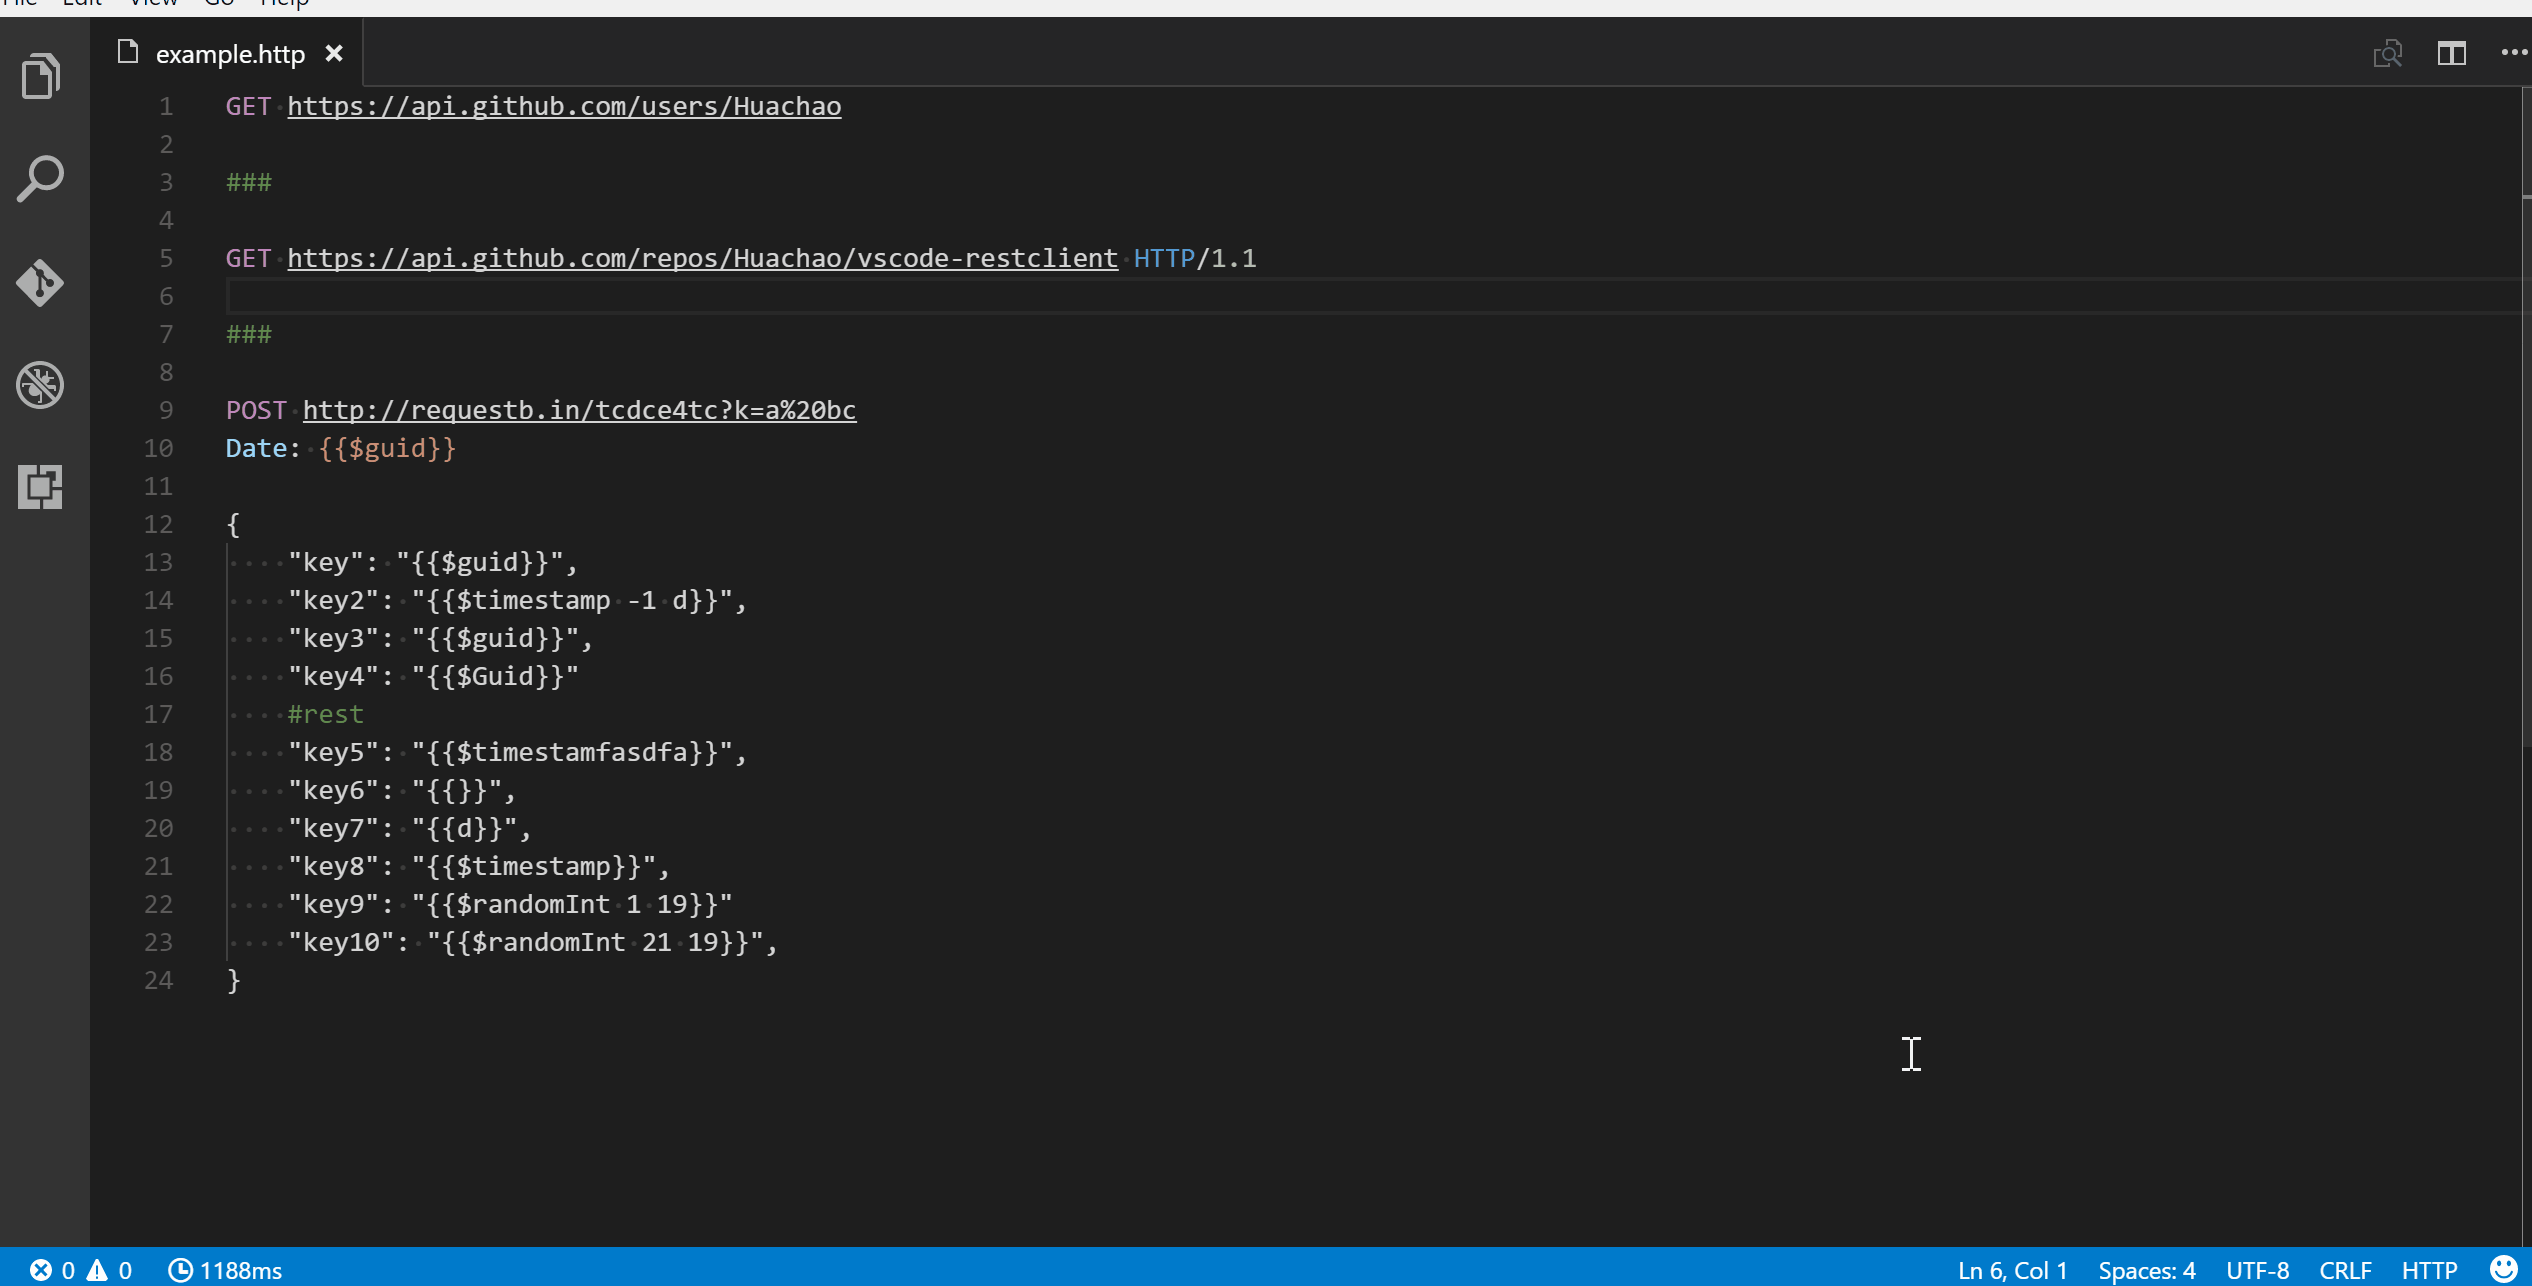 File Edit View Go Help
example.http
1 GET https://api.github.com/users/Huachao
2
3 ###
4
5 GET https://api.github.com/repos/Huachao/vscode-restclient HTTP/1.1
6
7 ###
8
9 POST http://requestb.in/tcdce4tc?k=a%20bc
10 Date: {{$guid}}
11
12 {
13     "key": "{{$guid}}",
14     "key2": "{{$timestamp -1 d}}",
15     "key3": "{{$guid}}",
16     "key4": "{{$Guid}}"
17     #rest
18     "key5": "{{$timestamfasdfa}}",
19     "key6": "{{}}",
20     "key7": "{{d}}",
21     "key8": "{{$timestamp}}",
22     "key9": "{{$randomInt 1 19}}"
23     "key10": "{{$randomInt 21 19}}",
24 }
0 0 1188ms Ln 6, Col 1 Spaces: 4 UTF-8 CRLF HTTP